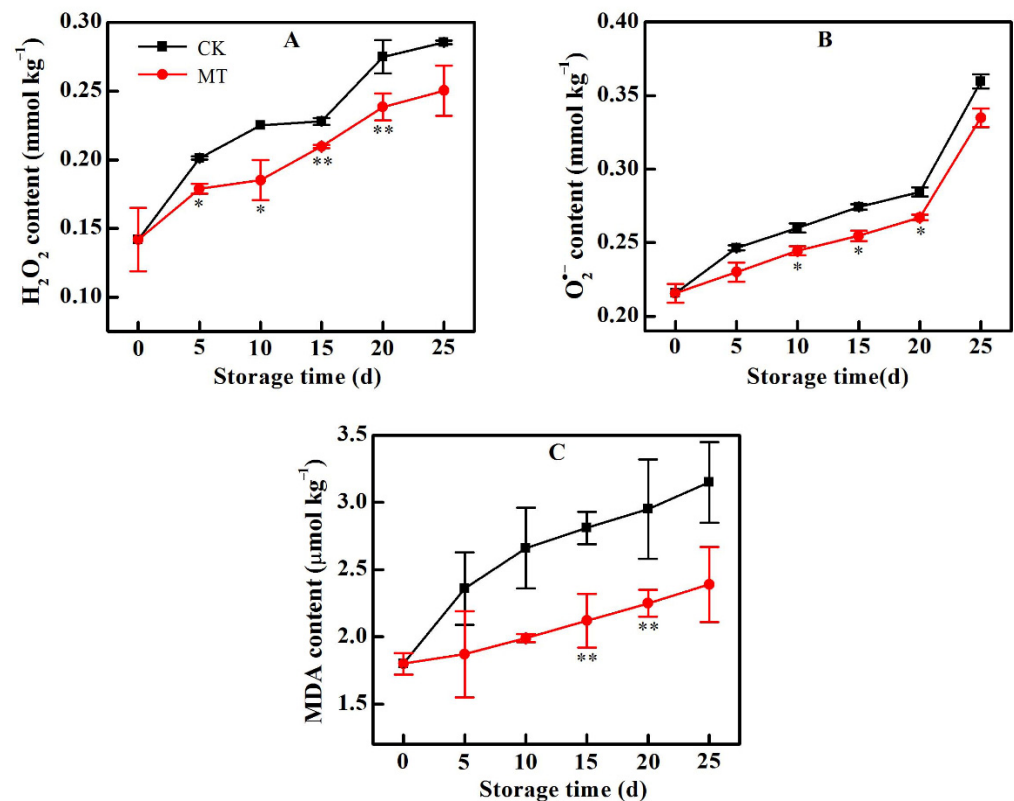 A
CK
MT
H₂O₂ content (mmol kg⁻¹)
0.30
0.25
0.20
0.15
0.10
*
*
**
**
0 5 10 15 20 25
Storage time (d)
B
O₂•⁻ content (mmol kg⁻¹)
0.40
0.35
0.30
0.25
0.20
*
*
*
0 5 10 15 20 25
Storage time(d)
C
MDA content (μmol kg⁻¹)
3.5
3.0
2.5
2.0
1.5
**
**
0 5 10 15 20 25
Storage time (d)